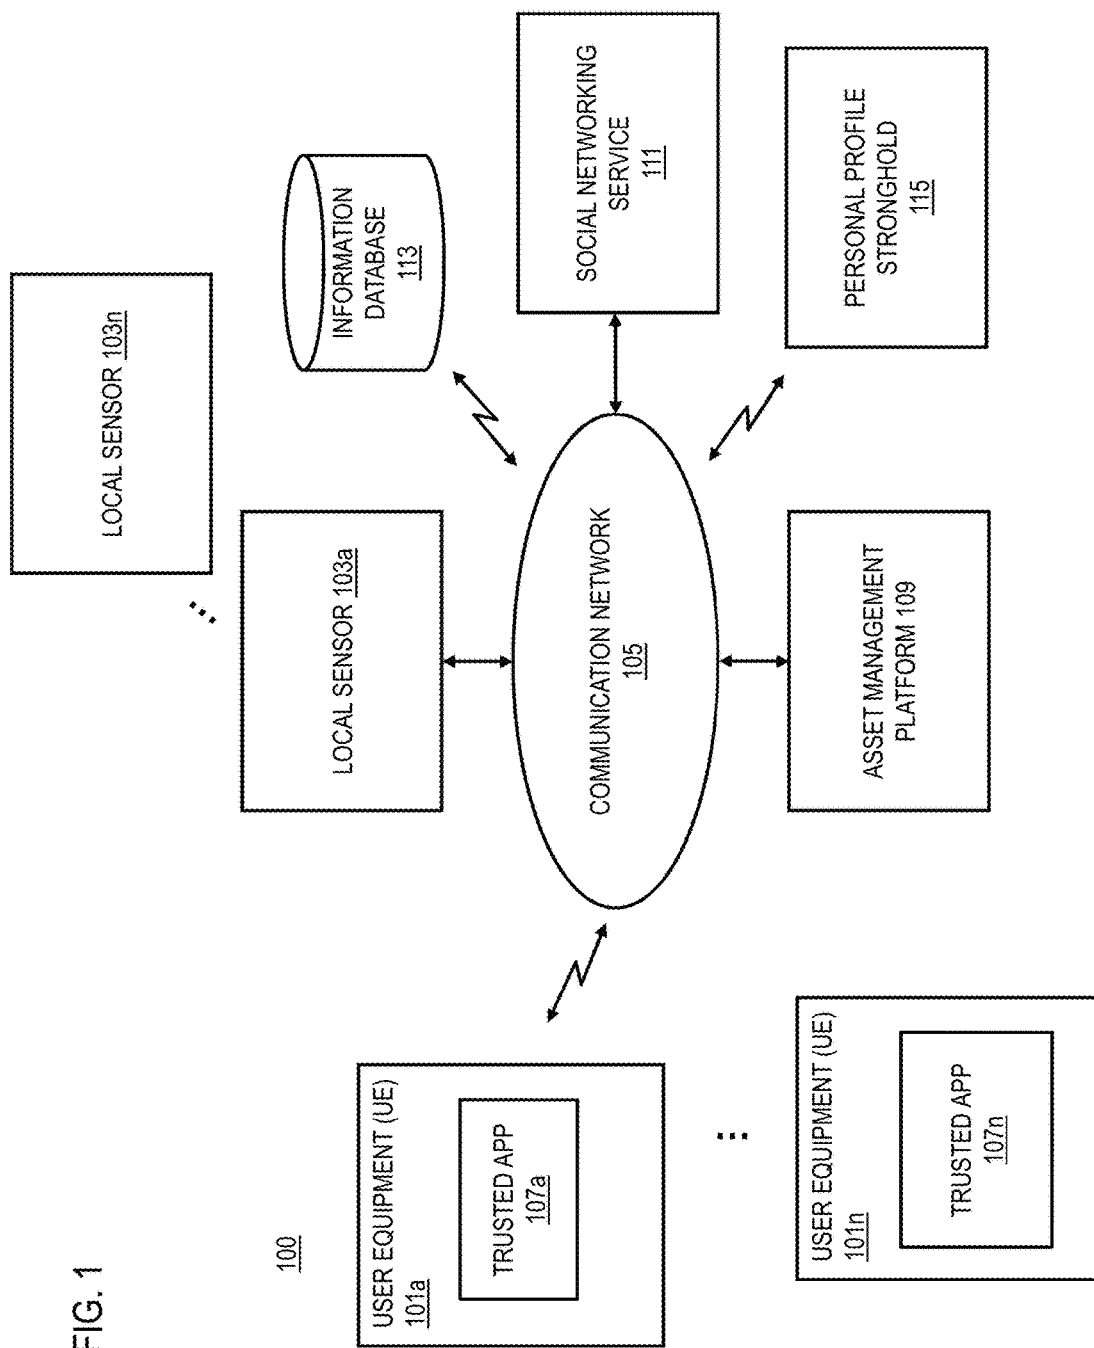 FIG. 1
100
USER EQUIPMENT (UE)
101a
TRUSTED APP
107a
USER EQUIPMENT (UE)
101n
TRUSTED APP
107n
LOCAL SENSOR 103a
LOCAL SENSOR 103n
COMMUNICATION NETWORK
105
ASSET MANAGEMENT
PLATFORM 109
INFORMATION
DATABASE
113
SOCIAL NETWORKING
SERVICE
111
PERSONAL PROFILE
STRONGHOLD
115